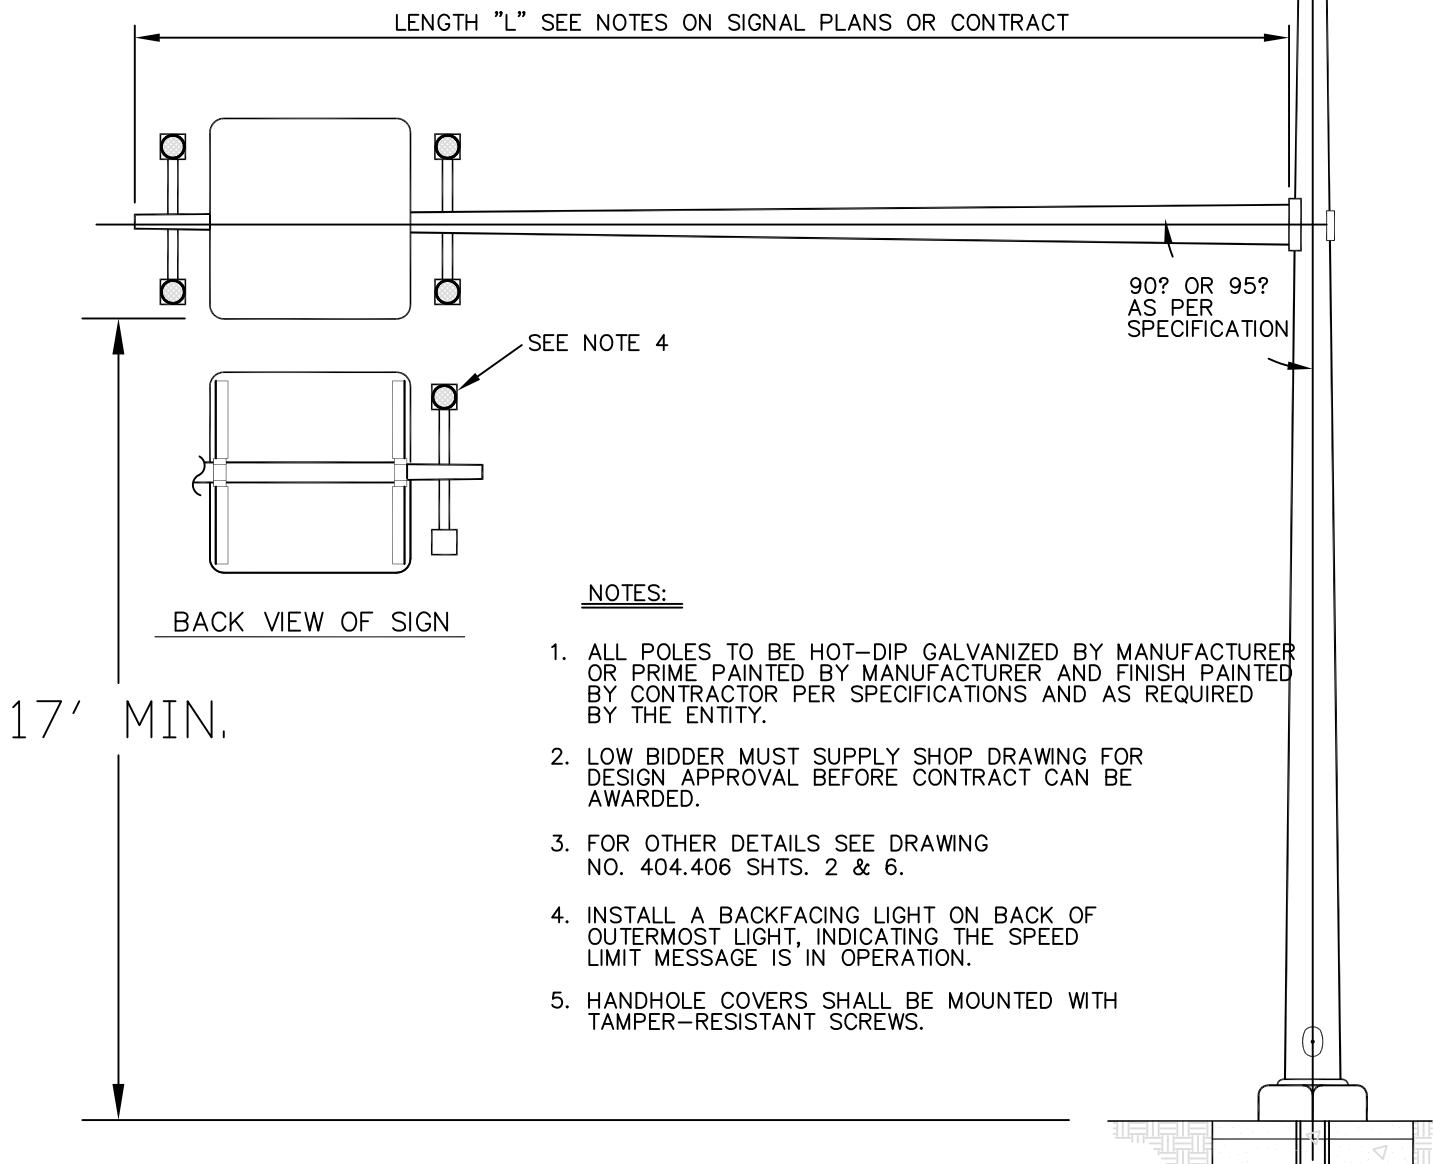 LENGTH "L" SEE NOTES ON SIGNAL PLANS OR CONTRACT
90? OR 95?
AS PER
SPECIFICATION
SEE NOTE 4
BACK VIEW OF SIGN
17' MIN.
NOTES:
1. ALL POLES TO BE HOT-DIP GALVANIZED BY MANUFACTURER
OR PRIME PAINTED BY MANUFACTURER AND FINISH PAINTED
BY CONTRACTOR PER SPECIFICATIONS AND AS REQUIRED
BY THE ENTITY.
2. LOW BIDDER MUST SUPPLY SHOP DRAWING FOR
DESIGN APPROVAL BEFORE CONTRACT CAN BE
AWARDED.
3. FOR OTHER DETAILS SEE DRAWING
NO. 404.406 SHTS. 2 & 6.
4. INSTALL A BACKFACING LIGHT ON BACK OF
OUTERMOST LIGHT, INDICATING THE SPEED
LIMIT MESSAGE IS IN OPERATION.
5. HANDHOLE COVERS SHALL BE MOUNTED WITH
TAMPER-RESISTANT SCREWS.